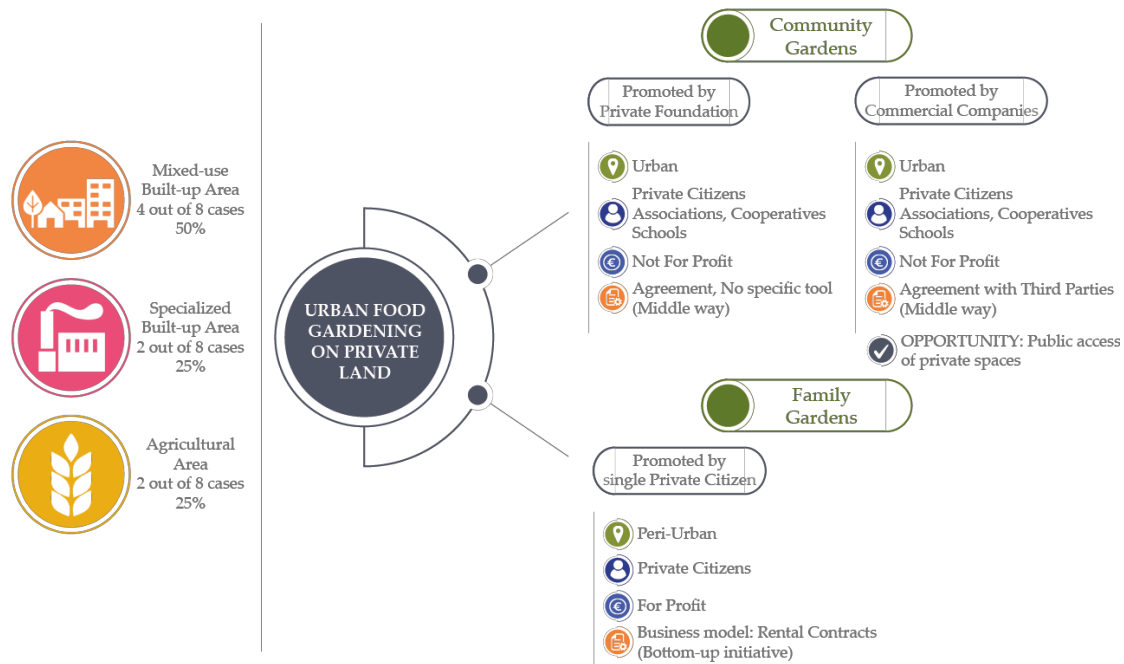 Mixed-use
Built-up Area
4 out of 8 cases
50%
Specialized
Built-up Area
2 out of 8 cases
25%
Agricultural
Area
2 out of 8 cases
25%
URBAN FOOD
GARDENING
ON PRIVATE
LAND
Community
Gardens
Promoted by
Private Foundation
Urban
Private Citizens
Associations, Cooperatives
Schools
Not For Profit
Agreement, No specific tool
(Middle way)
Promoted by
Commercial Companies
Urban
Private Citizens
Associations, Cooperatives
Schools
Not For Profit
Agreement with Third Parties
(Middle way)
OPPORTUNITY: Public access
of private spaces
Family
Gardens
Promoted by
single Private Citizen
Peri-Urban
Private Citizens
For Profit
Business model: Rental Contracts
(Bottom-up initiative)